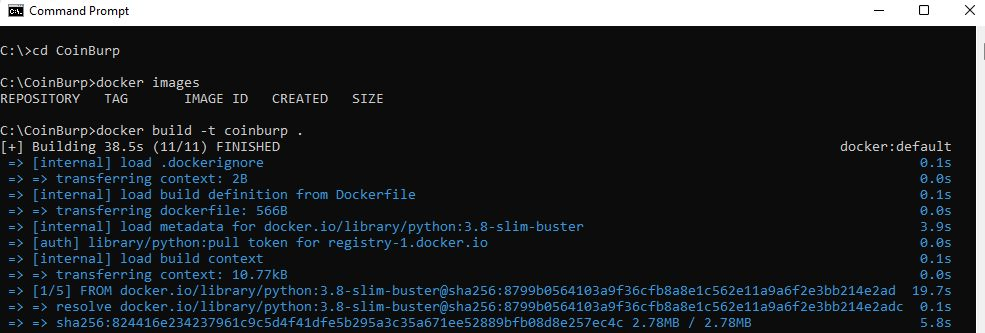 Command Prompt
C:\>cd CoinBurp
C:\CoinBurp>docker images
REPOSITORY   TAG       IMAGE ID   CREATED   SIZE
C:\CoinBurp>docker build -t coinburp .
[+] Building 38.5s (11/11) FINISHED docker:default
=> [internal] load .dockerignore 0.1s
=> => transferring context: 2B 0.0s
=> [internal] load build definition from Dockerfile 0.1s
=> => transferring dockerfile: 566B 0.0s
=> [internal] load metadata for docker.io/library/python:3.8-slim-buster 3.9s
=> [auth] library/python:pull token for registry-1.docker.io 0.0s
=> [internal] load build context 0.1s
=> => transferring context: 10.77kB 0.0s
=> [1/5] FROM docker.io/library/python:3.8-slim-buster@sha256:8799b0564103a9f36cfb8a8e1c562e11a9a6f2e3bb214e2ad 19.7s
=> => resolve docker.io/library/python:3.8-slim-buster@sha256:8799b0564103a9f36cfb8a8e1c562e11a9a6f2e3bb214e2adc 0.1s
=> => sha256:824416e234237961c9c5d4f41dfe5b295a3c35a671ee52889bfb08d8e257ec4c 2.78MB / 2.78MB 5.8s